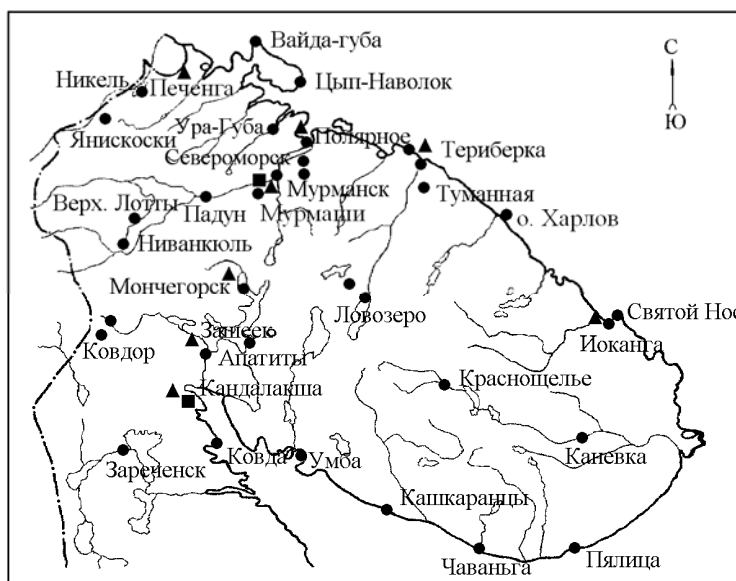 Вайда-губа
С
Никель
Печенга
Цып-Наволок
Ю
Янискоски
Ура-Губа
Полярное
Североморск
Териберка
Мурманск
Туманная
Верх. Лотты
Падун
Мурмаши
о. Харлов
Ниванкюль
Мончегорск
Ловозеро
Святой Нос
Зашеек
Иоканга
Ковдор
Апатиты
Краснощелье
Кандалакша
Ковда
Умба
Каневка
Зареченск
Кашкаранцы
Чаваньга
Пялица